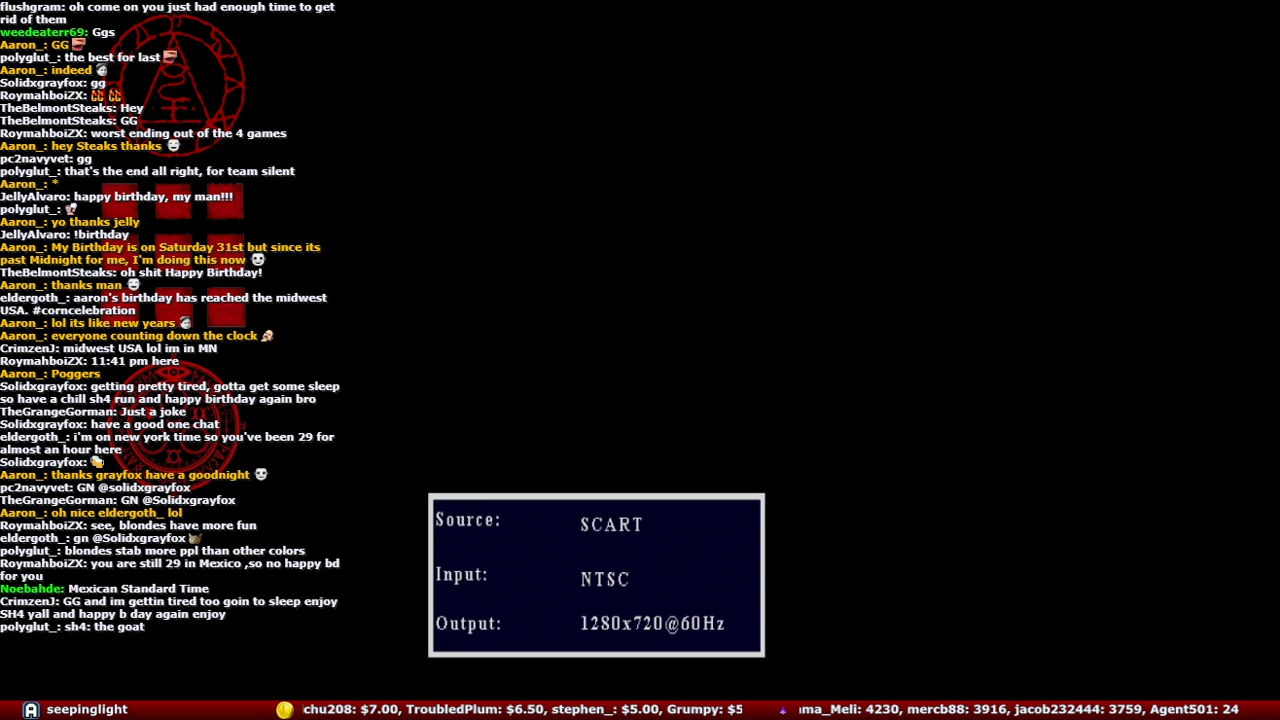 flushgram: oh come on you just had enough time to get
rid of them
weedeaterr69: Ggs
Aaron_: GG
polyglut_: the best for last
Aaron_: indeed
Solidxgrayfox: gg
RoymahboiZX: GG GG
TheBelmontSteaks: Hey
TheBelmontSteaks: GG
RoymahboiZX: worst ending out of the 4 games
Aaron_: hey Steaks thanks
pc2navyvet: gg
polyglut_: that's the end all right, for team silent
Aaron_: *
JellyAlvaro: happy birthday, my man!!!
polyglut_:
Aaron_: yo thanks jelly
JellyAlvaro: !birthday
Aaron_: My Birthday is on Saturday 31st but since its
past Midnight for me, I'm doing this now
TheBelmontSteaks: oh shit Happy Birthday!
Aaron_: thanks man
eldergoth_: aaron's birthday has reached the midwest
USA. #corncelebration
Aaron_: lol its like new years
Aaron_: everyone counting down the clock
CrimzenJ: midwest USA lol im in MN
RoymahboiZX: 11:41 pm here
Aaron_: Poggers
Solidxgrayfox: getting pretty tired, gotta get some sleep
so have a chill sh4 run and happy birthday again bro
TheGrangeGorman: Just a joke
Solidxgrayfox: have a good one chat
eldergoth_: i'm on new york time so you've been 29 for
almost an hour here
Solidxgrayfox:
Aaron_: thanks grayfox have a goodnight
pc2navyvet: GN @solidxgrayfox
TheGrangeGorman: GN @Solidxgrayfox
Aaron_: oh nice eldergoth_ lol
RoymahboiZX: see, blondes have more fun
eldergoth_: gn @Solidxgrayfox
polyglut_: blondes stab more ppl than other colors
RoymahboiZX: you are still 29 in Mexico ,so no happy bd
for you
Noebahde: Mexican Standard Time
CrimzenJ: GG and im gettin tired too goin to sleep enjoy
SH4 yall and happy b day again enjoy
polyglut_: sh4: the goat
Source: SCART
Input: NTSC
Output: 1280x720@60Hz
seepinglight
chu208: $7.00, TroubledPlum: $6.50, stephen_: $5.00, Grumpy: $5
ma_Meli: 4230, mercb88: 3916, jacob232444: 3759, Agent501: 24